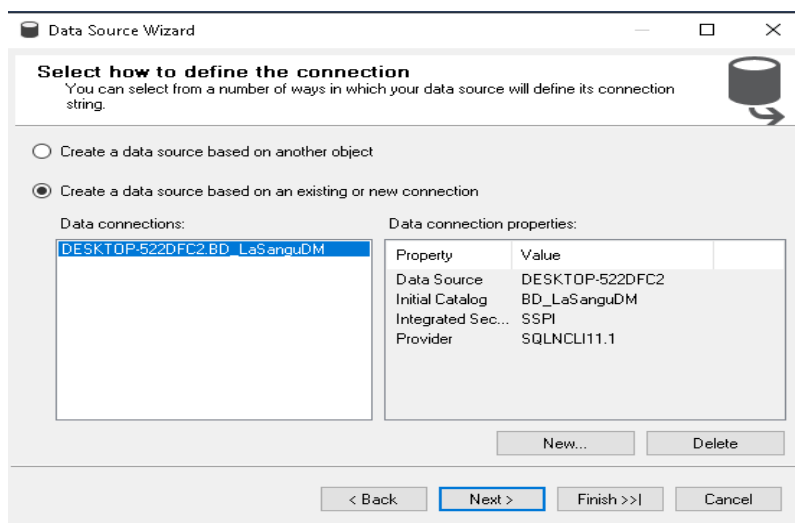 Data Source Wizard
Select how to define the connection
You can select from a number of ways in which your data source will define its connection
string.
Create a data source based on another object
Create a data source based on an existing or new connection
Data connections:
DESKTOP-522DFC2.BD_LaSanguDM
Data connection properties:
Property Value
Data Source DESKTOP-522DFC2
Initial Catalog BD_LaSanguDM
Integrated Sec... SSPI
Provider SQLNCLI11.1
New... Delete
< Back Next > Finish >>| Cancel